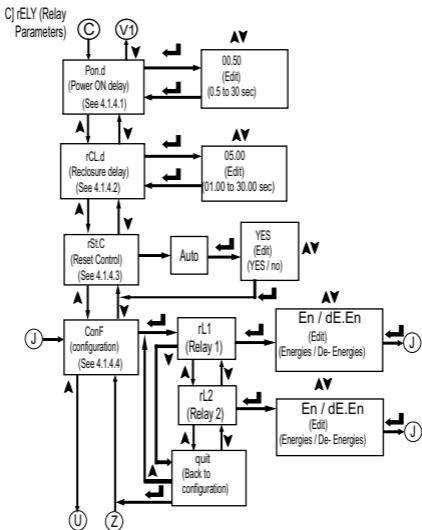 C] rELY (Relay
Parameters)
C
V1
Pon.d
(Power ON delay)
(See 4.1.4.1)
00.50
(Edit)
(0.5 to 30 sec)
rCL.d
(Reclosure delay)
(See 4.1.4.2)
05.00
(Edit)
(01.00 to 30.00 sec)
rSt.C
(Reset Control)
(See 4.1.4.3)
Auto
YES
(Edit)
(YES / no)
J
ConF
(configuration)
(See 4.1.4.4)
rL1
(Relay 1)
En / dE.En
(Edit)
(Energies / De- Energies)
J
rL2
(Relay 2)
En / dE.En
(Edit)
(Energies / De- Energies)
J
quit
(Back to
configuration)
U
Z